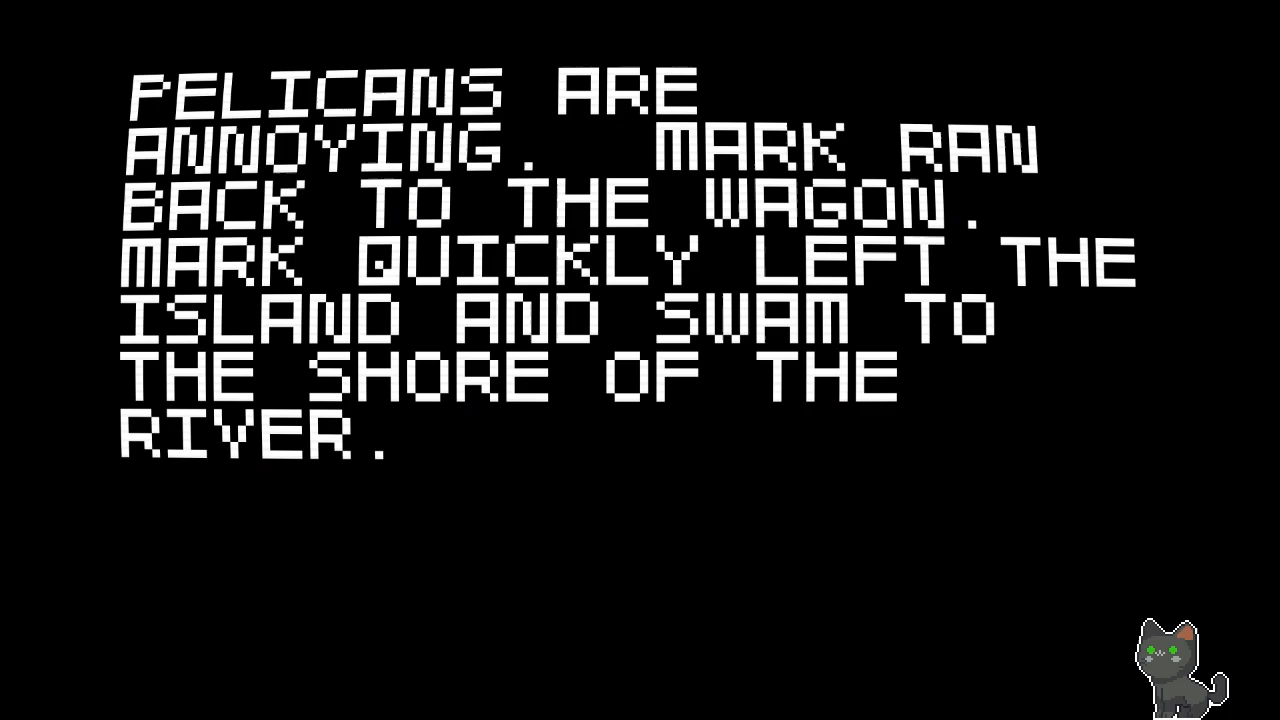 PELICANS ARE
ANNOYING.  MARK RAN
BACK TO THE WAGON.
MARK QUICKLY LEFT THE
ISLAND AND SWAM TO
THE SHORE OF THE
RIVER.